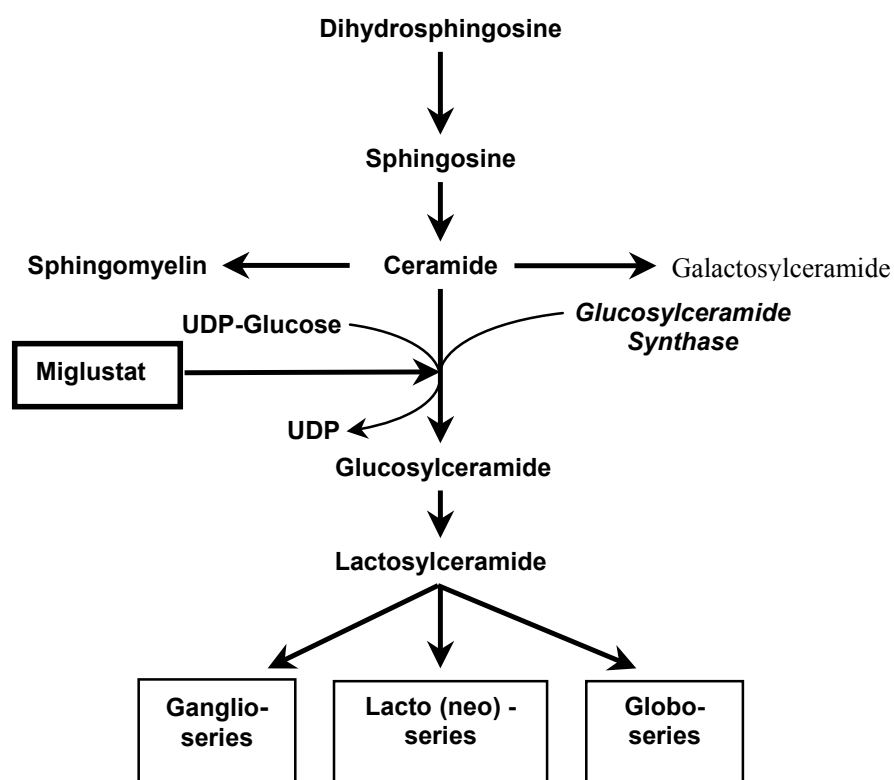 Dihydrosphingosine
Sphingosine
Sphingomyelin
Ceramide
Galactosylceramide
UDP-Glucose
Glucosylceramide
Synthase
Miglustat
UDP
Glucosylceramide
Lactosylceramide
Ganglio-
series
Lacto (neo) -
series
Globo-
series